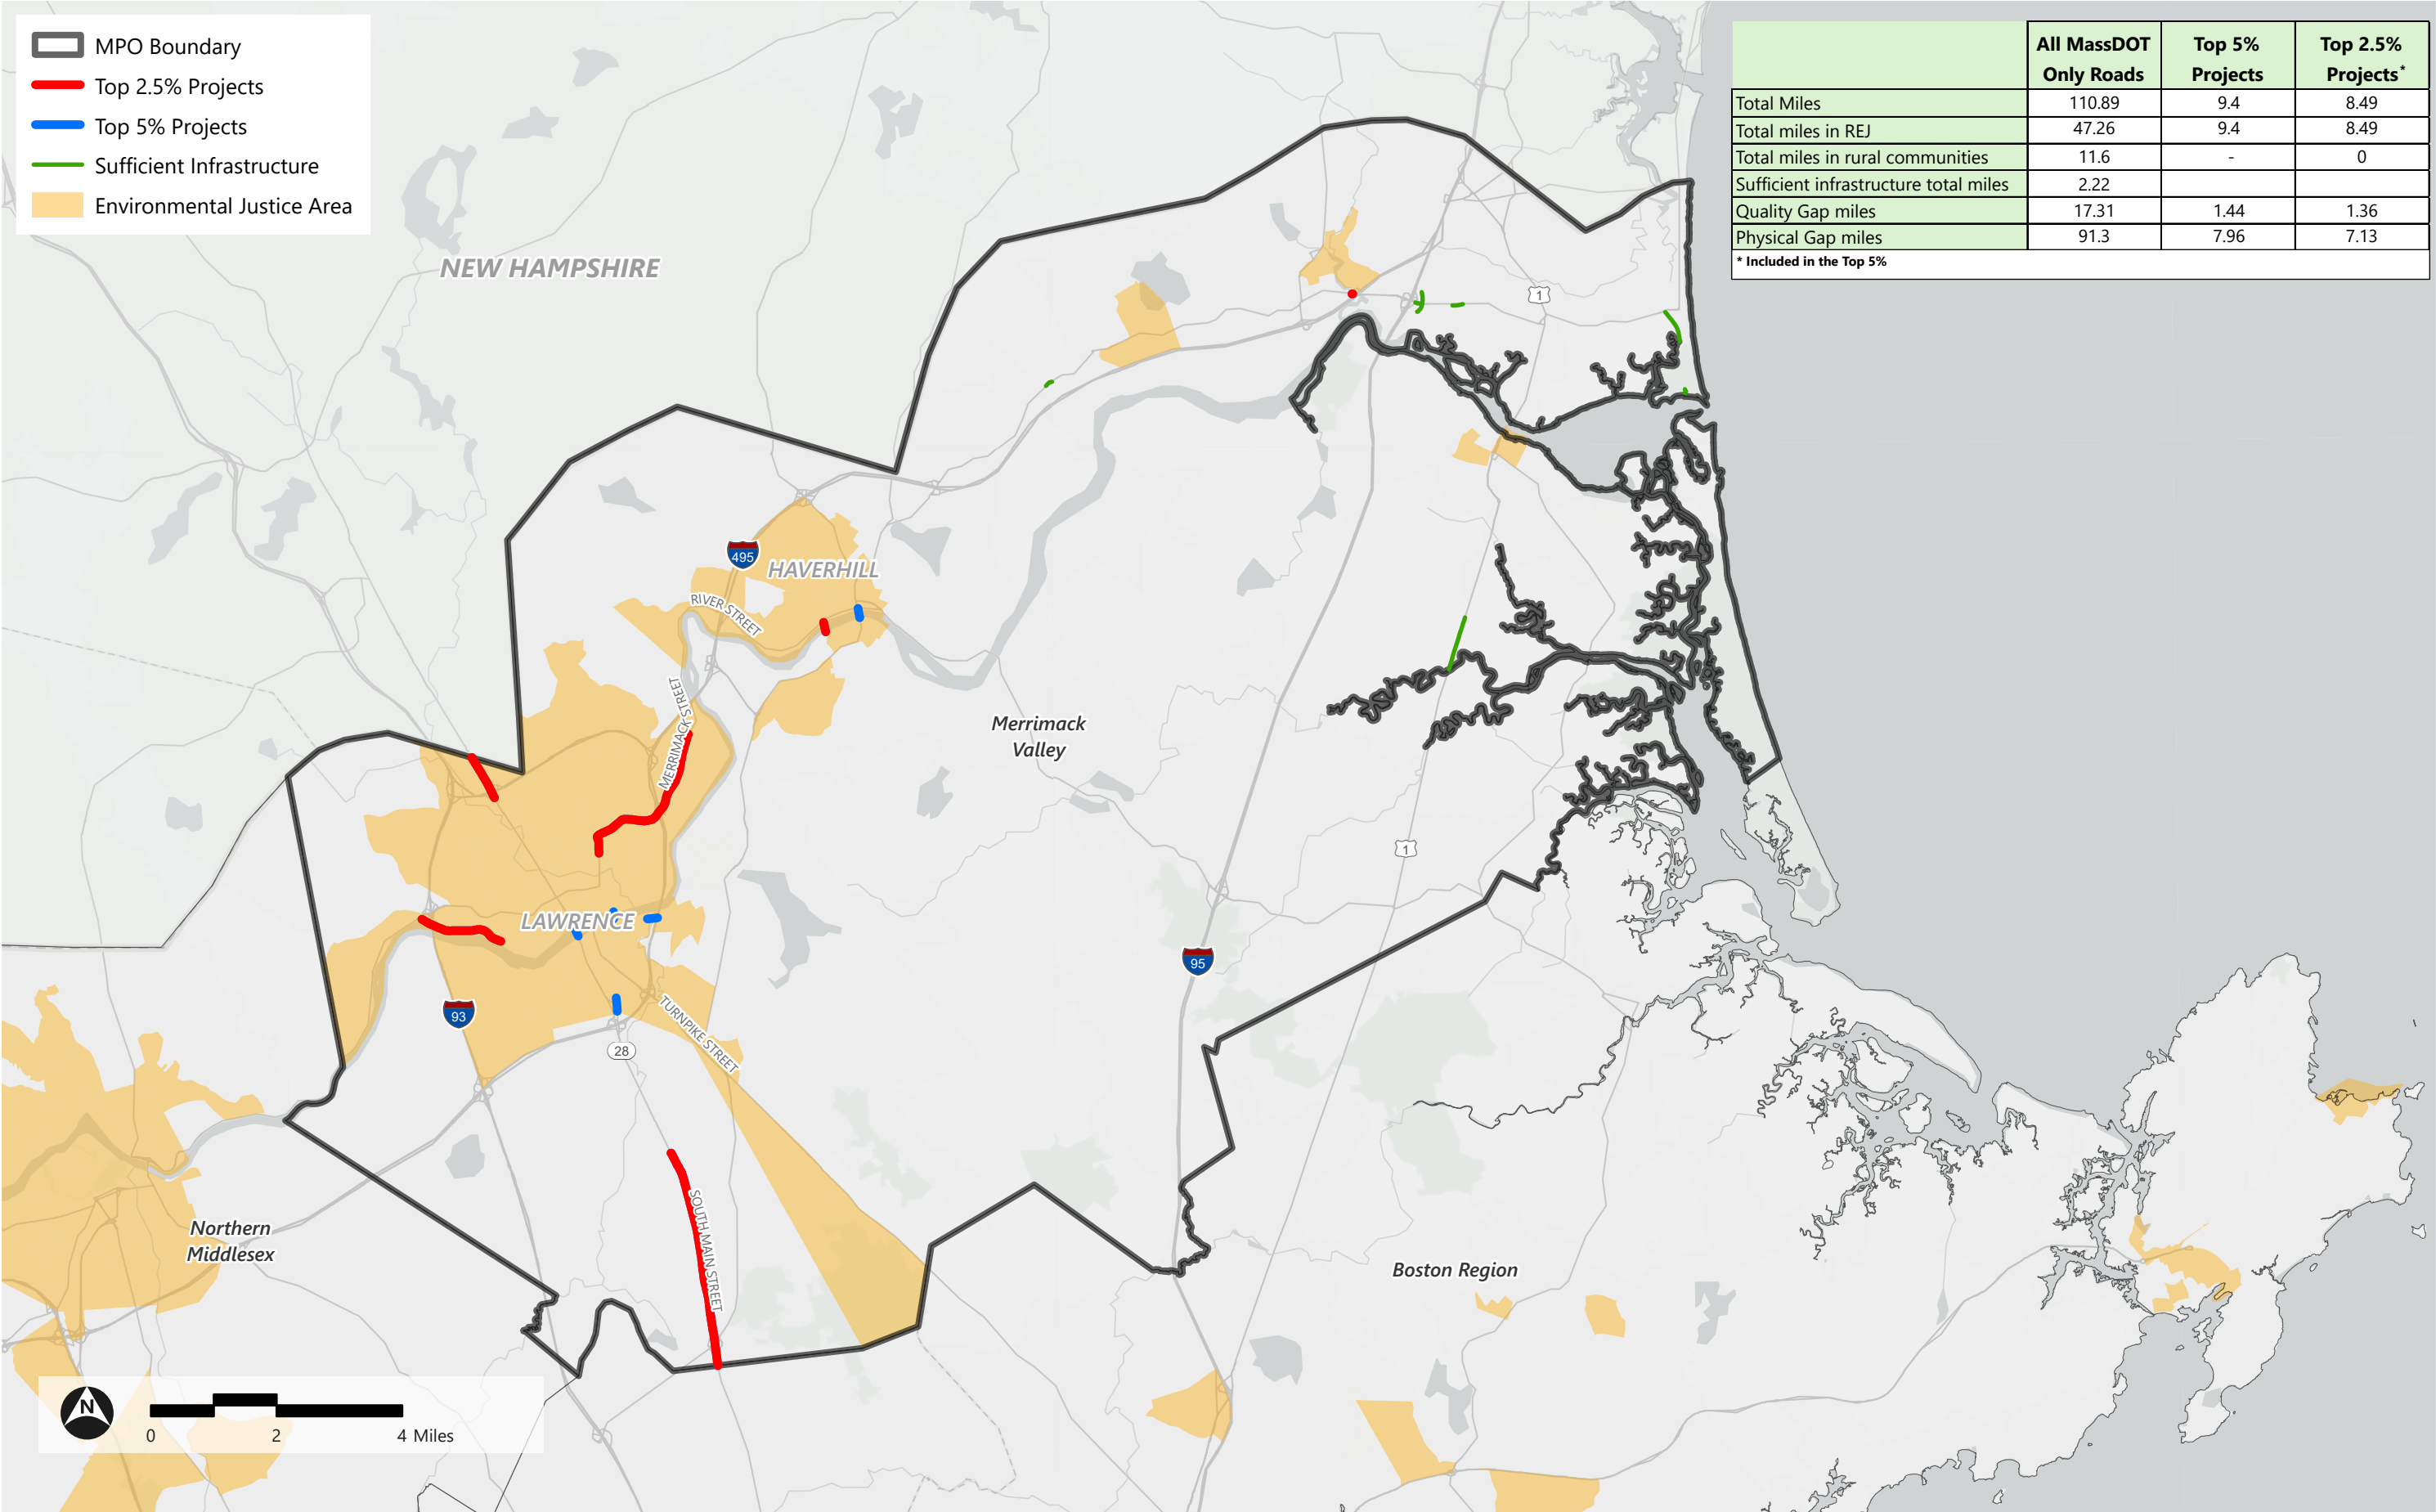 MPO Boundary
Top 2.5% Projects
Top 5% Projects
Sufficient Infrastructure
Environmental Justice Area
All MassDOT Only Roads | Top 5% Projects | Top 2.5% Projects*
Total Miles | 110.89 | 9.4 | 8.49
Total miles in REJ | 47.26 | 9.4 | 8.49
Total miles in rural communities | 11.6 | - | 0
Sufficient infrastructure total miles | 2.22
Quality Gap miles | 17.31 | 1.44 | 1.36
Physical Gap miles | 91.3 | 7.96 | 7.13
* Included in the Top 5%
NEW HAMPSHIRE
1
495
HAVERHILL
RIVER STREET
MERRIMACK STREET
Merrimack
Valley
1
LAWRENCE
95
93
TURNPIKE STREET
28
SOUTH MAIN STREET
Northern
Middlesex
Boston Region
N
0 2 4 Miles